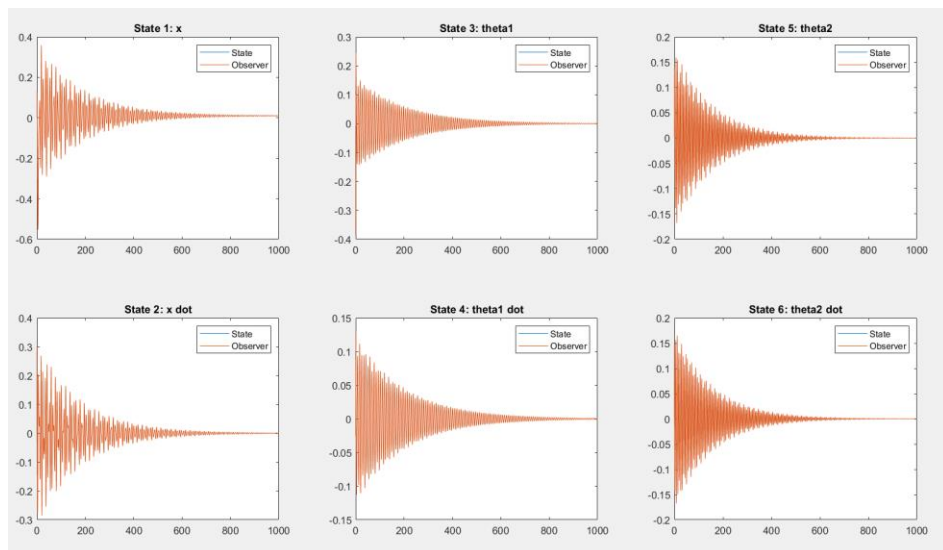 State 1: x
State
Observer
0.4
0.2
0
-0.2
-0.4
-0.6
0 200 400 600 800 1000
State 3: theta1
State
Observer
0.3
0.2
0.1
0
-0.1
-0.2
-0.3
-0.4
0 200 400 600 800 1000
State 5: theta2
State
Observer
0.2
0.15
0.1
0.05
0
-0.05
-0.1
-0.15
-0.2
0 200 400 600 800 1000
State 2: x dot
State
Observer
0.4
0.3
0.2
0.1
0
-0.1
-0.2
-0.3
0 200 400 600 800 1000
State 4: theta1 dot
State
Observer
0.15
0.1
0.05
0
-0.05
-0.1
-0.15
0 200 400 600 800 1000
State 6: theta2 dot
State
Observer
0.2
0.15
0.1
0.05
0
-0.05
-0.1
-0.15
-0.2
0 200 400 600 800 1000